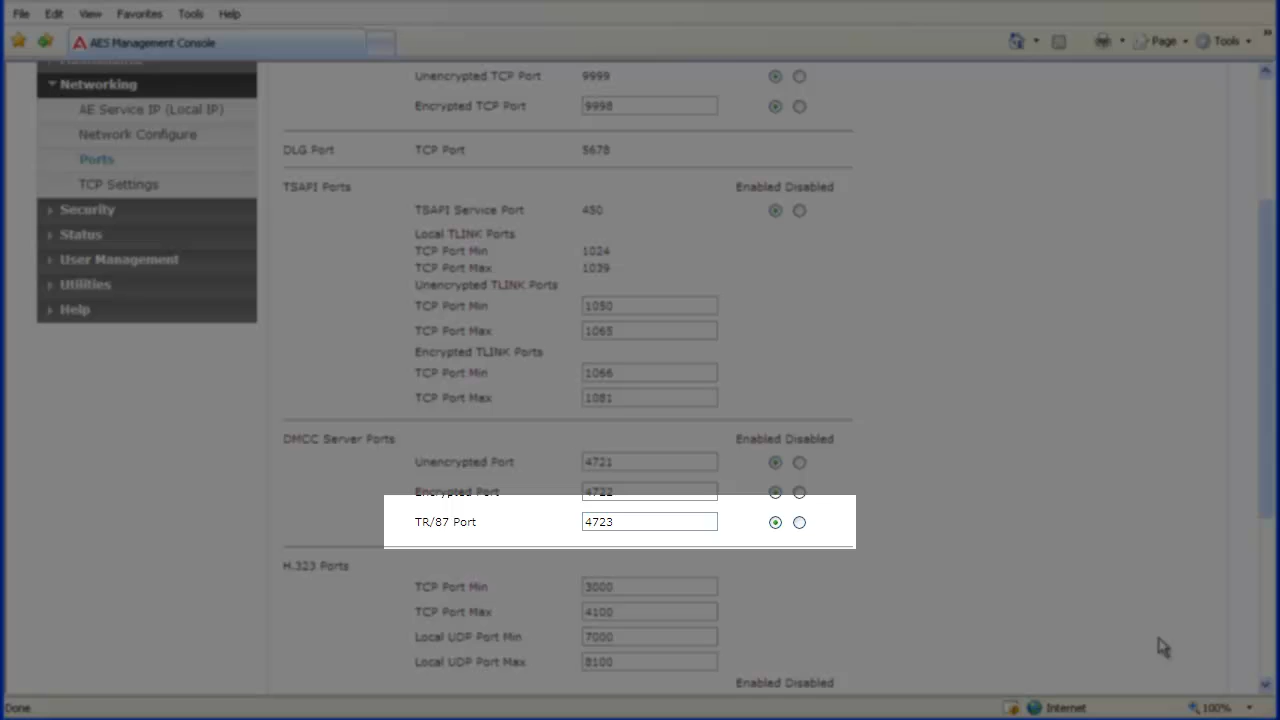 File Edit View Favorites Tools Help
AES Management Console
Page Tools
Networking
AE Service IP (Local IP)
Network Configure
Ports
TCP Settings
Security
Status
User Management
Utilities
Help
Unencrypted TCP Port 9999
Encrypted TCP Port 9998
DLG Port TCP Port 5678
TSAPI Ports Enabled Disabled
TSAPI Service Port 450
Local TLINK Ports
TCP Port Min 1024
TCP Port Max 1039
Unencrypted TLINK Ports
TCP Port Min 1050
TCP Port Max 1065
Encrypted TLINK Ports
TCP Port Min 1066
TCP Port Max 1081
DMCC Server Ports Enabled Disabled
Unencrypted Port 4721
Encrypted Port 4722
TR/87 Port 4723
H.323 Ports
TCP Port Min 3000
TCP Port Max 4100
Local UDP Port Min 7000
Local UDP Port Max 8100
Enabled Disabled
Done Internet 100%